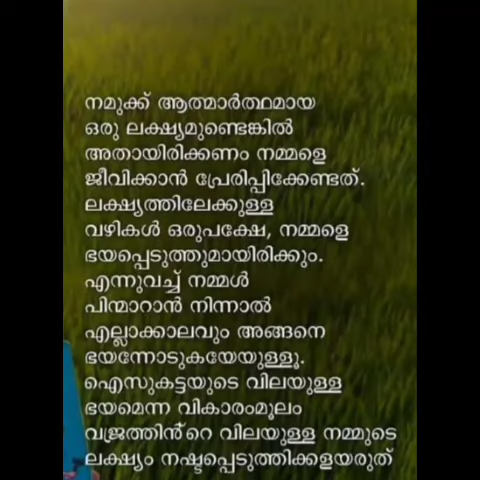 നമുക്ക് ആത്മാർത്ഥമായ
ഒരു ലക്ഷ്യമുണ്ടെങ്കിൽ
അതായിരിക്കണം നമ്മളെ
ജീവിക്കാൻ പ്രേരിപ്പിക്കേണ്ടത്.
ലക്ഷ്യത്തിലേക്കുള്ള
വഴികൾ ഒരുപക്ഷേ, നമ്മളെ
ഭയപ്പെടുത്തുമായിരിക്കും.
എന്നുവച്ച് നമ്മൾ
പിന്മാറാൻ നിന്നാൽ
എല്ലാക്കാലവും അങ്ങനെ
ഭയന്നോടുകയേയുള്ളൂ.
ഐസുകട്ടയുടെ വിലയുള്ള
ഭയമെന്ന വികാരംമൂലം
വജ്രത്തിൻ്റെ വിലയുള്ള നമ്മുടെ
ലക്ഷ്യം നഷ്ടപ്പെടുത്തിക്കളയരുത്